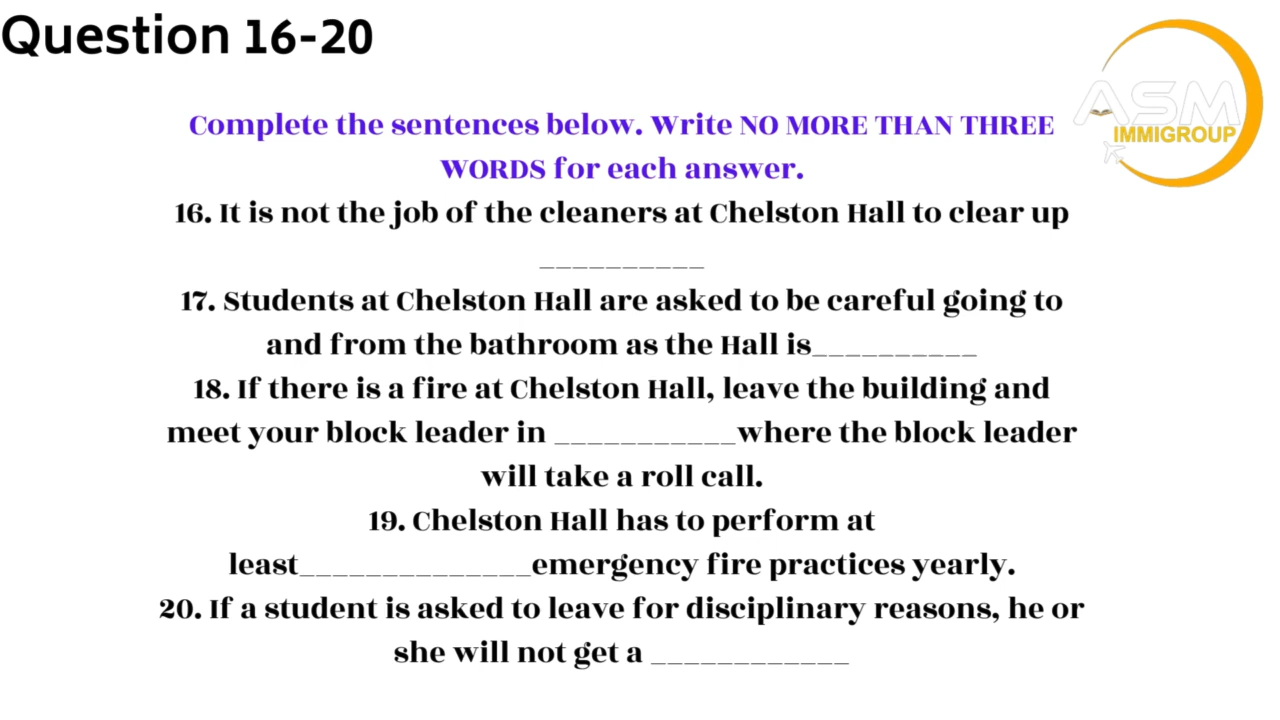 Question 16-20
ASM
IMMIGROUP
Complete the sentences below. Write NO MORE THAN THREE
WORDS for each answer.
16. It is not the job of the cleaners at Chelston Hall to clear up
__________
17. Students at Chelston Hall are asked to be careful going to
and from the bathroom as the Hall is__________
18. If there is a fire at Chelston Hall, leave the building and
meet your block leader in ___________where the block leader
will take a roll call.
19. Chelston Hall has to perform at
least______________emergency fire practices yearly.
20. If a student is asked to leave for disciplinary reasons, he or
she will not get a ____________